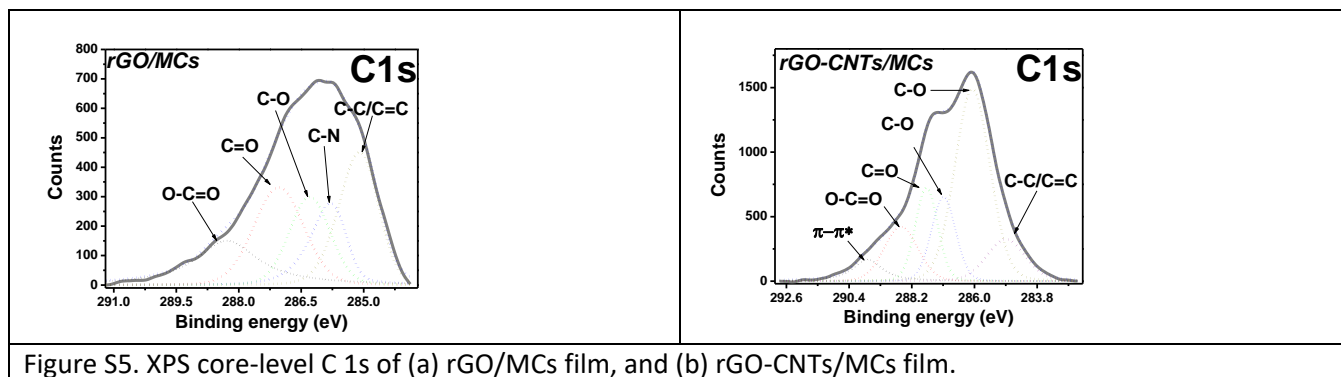 rGO/MCs
C1s
800
700
600
500
400
300
200
100
0
Counts
C-O
C-C/C=C
C=O
C-N
O-C=O
291.0 289.5 288.0 286.5 285.0
Binding energy (eV)
rGO-CNTs/MCs
C1s
1500
1000
500
0
Counts
C-O
C-O
C=O
O-C=O
C-C/C=C
π–π*
292.6 290.4 288.2 286.0 283.8
Binding energy (eV)
Figure S5. XPS core-level C 1s of (a) rGO/MCs film, and (b) rGO-CNTs/MCs film.